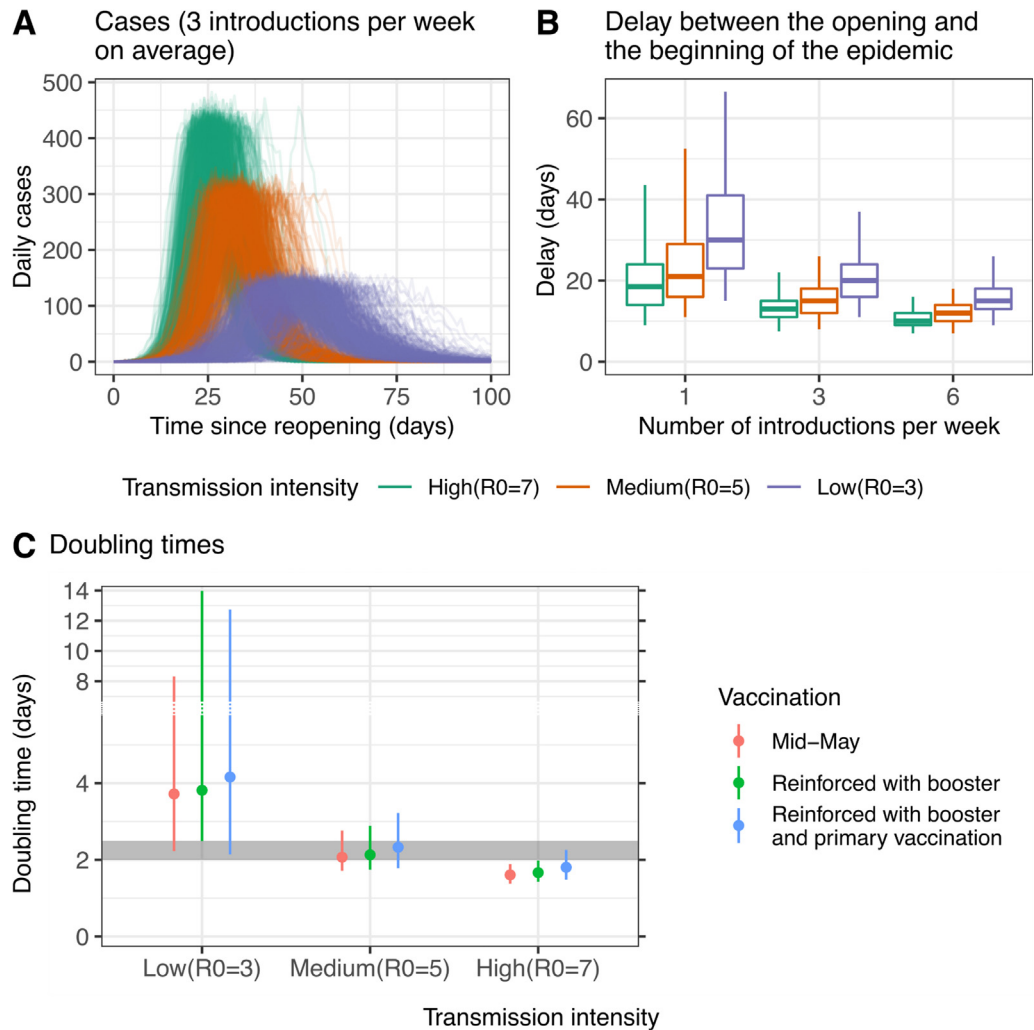 A Cases (3 introductions per week
on average)
500
400
300
200
100
0
Daily cases
0 25 50 75 100
Time since reopening (days)
B Delay between the opening and
the beginning of the epidemic
60
40
20
0
Delay (days)
1 3 6
Number of introductions per week
Transmission intensity High(R0=7) Medium(R0=5) Low(R0=3)
C Doubling times
14
12
10
8
4
2
0
Doubling time (days)
Low(R0=3) Medium(R0=5) High(R0=7)
Transmission intensity
Vaccination
Mid−May
Reinforced with booster
Reinforced with booster
and primary vaccination